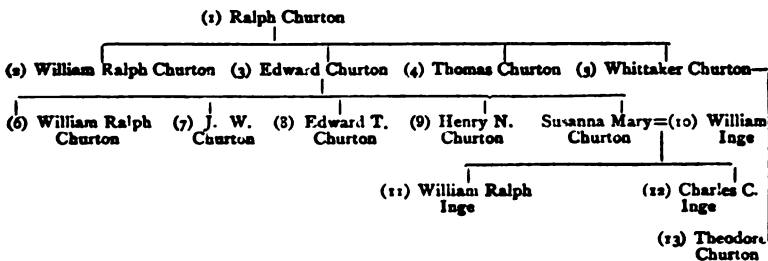 (1) Ralph Churton
(2) William Ralph Churton (3) Edward Churton (4) Thomas Churton (5) Whittaker Churton
(6) William Ralph (7) J. W. (8) Edward T. (9) Henry N. Susanna Mary=(10) William
Churton Churton Churton Churton Churton Inge
(11) William Ralph (12) Charles C.
Inge Inge
(13) Theodore
Churton